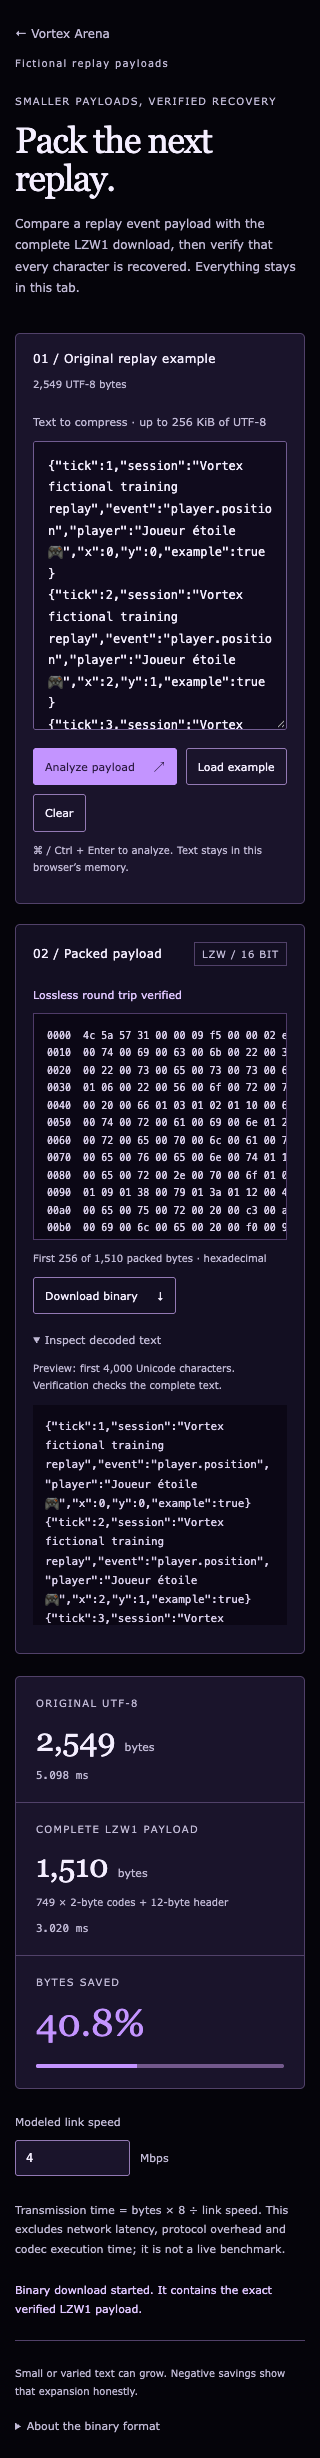 ← Vortex Arena
Fictional replay payloads
SMALLER PAYLOADS, VERIFIED RECOVERY
Pack the next
replay.
Compare a replay event payload with the
complete LZW1 download, then verify that
every character is recovered. Everything stays
in this tab.
01 / Original replay example
2,549 UTF-8 bytes
Text to compress · up to 256 KiB of UTF-8
{"tick":1,"session":"Vortex
fictional training
replay","event":"player.positio
n","player":"Joueur étoile
🎮","x":0,"y":0,"example":true
}
{"tick":2,"session":"Vortex
fictional training
replay","event":"player.positio
n","player":"Joueur étoile
🎮","x":2,"y":1,"example":true
}
{"tick":3,"session":"Vortex
Analyze payload ↗
Load example
Clear
⌘ / Ctrl + Enter to analyze. Text stays in this
browser's memory.
02 / Packed payload
LZW / 16 BIT
Lossless round trip verified
0000 4c 5a 57 31 00 00 09 f5 00 00 02 e
0010 00 74 00 69 00 63 00 6b 00 22 00 3
0020 00 22 00 73 00 65 00 73 00 73 00 6
0030 01 06 00 22 00 56 00 6f 00 72 00 7
0040 00 20 00 66 01 03 01 02 01 10 00 6
0050 00 74 00 72 00 61 00 69 00 6e 01 2
0060 00 72 00 65 00 70 00 6c 00 61 00 7
0070 00 65 00 76 00 65 00 6e 00 74 01 1
0080 00 65 00 72 00 2e 00 70 00 6f 01 0
0090 01 09 01 38 00 79 01 3a 01 12 00 4
00a0 00 65 00 75 00 72 00 20 00 c3 00 a
00b0 00 69 00 6c 00 65 00 20 00 f0 00 9
First 256 of 1,510 packed bytes · hexadecimal
Download binary ↓
▼ Inspect decoded text
Preview: first 4,000 Unicode characters.
Verification checks the complete text.
{"tick":1,"session":"Vortex
fictional training
replay","event":"player.position",
"player":"Joueur étoile
🎮","x":0,"y":0,"example":true}
{"tick":2,"session":"Vortex
fictional training
replay","event":"player.position",
"player":"Joueur étoile
🎮","x":2,"y":1,"example":true}
{"tick":3,"session":"Vortex
ORIGINAL UTF-8
2,549 bytes
5.098 ms
COMPLETE LZW1 PAYLOAD
1,510 bytes
749 × 2-byte codes + 12-byte header
3.020 ms
BYTES SAVED
40.8%
Modeled link speed
4 Mbps
Transmission time = bytes × 8 ÷ link speed. This
excludes network latency, protocol overhead and
codec execution time; it is not a live benchmark.
Binary download started. It contains the exact
verified LZW1 payload.
Small or varied text can grow. Negative savings show
that expansion honestly.
▶ About the binary format